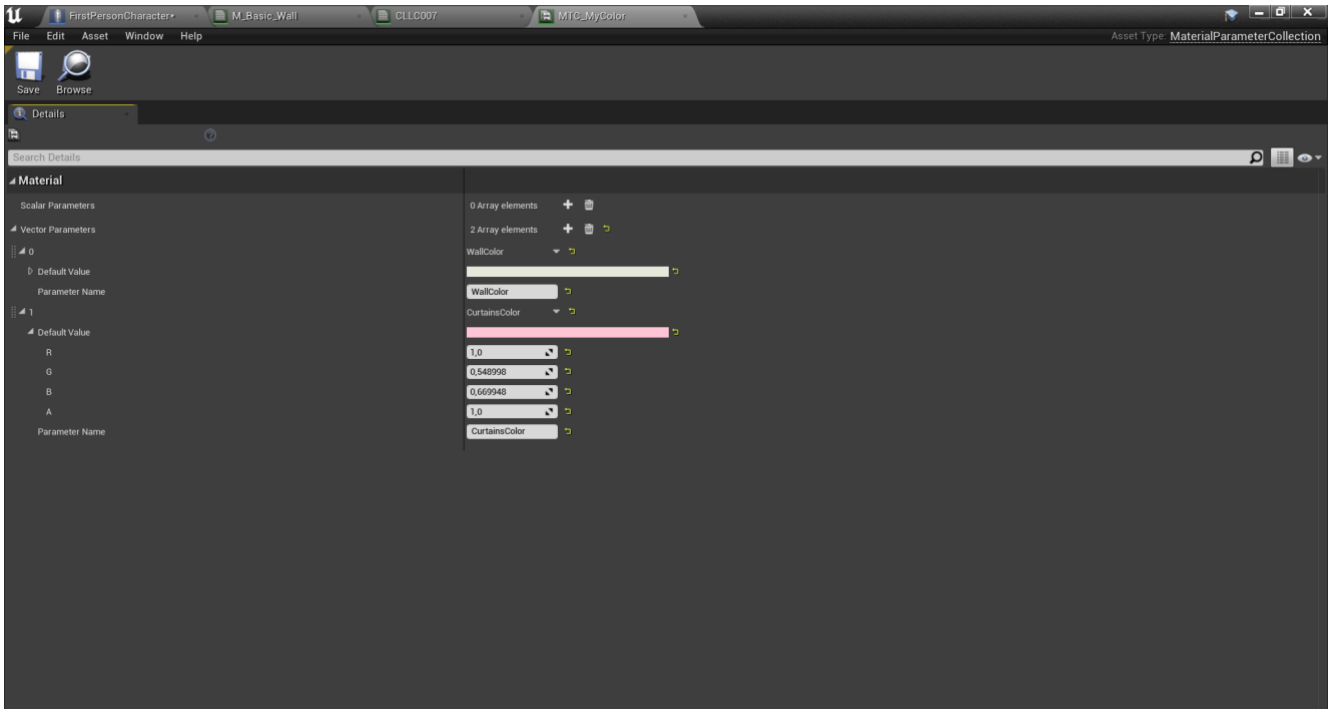 FirstPersonCharacter* M_Basic_Wall CLLC007 MTC_MyColor
File Edit Asset Window Help Asset Type: MaterialParameterCollection
Save Browse
Details
Search Details
Material
Scalar Parameters 0 Array elements
Vector Parameters 2 Array elements
0 WallColor
Default Value
Parameter Name WallColor
1 CurtainsColor
Default Value
R 1,0
G 0,548998
B 0,669948
A 1,0
Parameter Name CurtainsColor